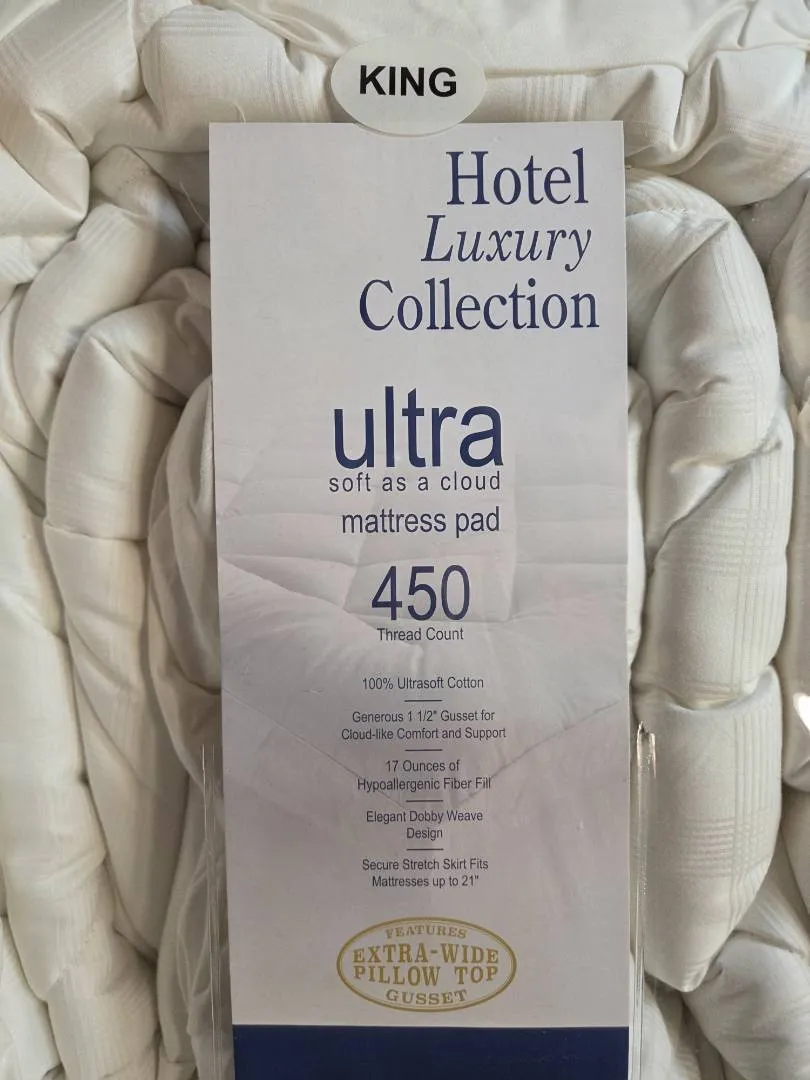 KING
Hotel
Luxury
Collection
ultra
soft as a cloud
mattress pad
450
Thread Count
100% Ultrasoft Cotton
Generous 1 1/2" Gusset for
Cloud-like Comfort and Support
17 Ounces of
Hypoallergenic Fiber Fill
Elegant Dobby Weave
Design
Secure Stretch Skirt Fits
Mattresses up to 21"
FEATURES
EXTRA-WIDE
PILLOW TOP
GUSSET